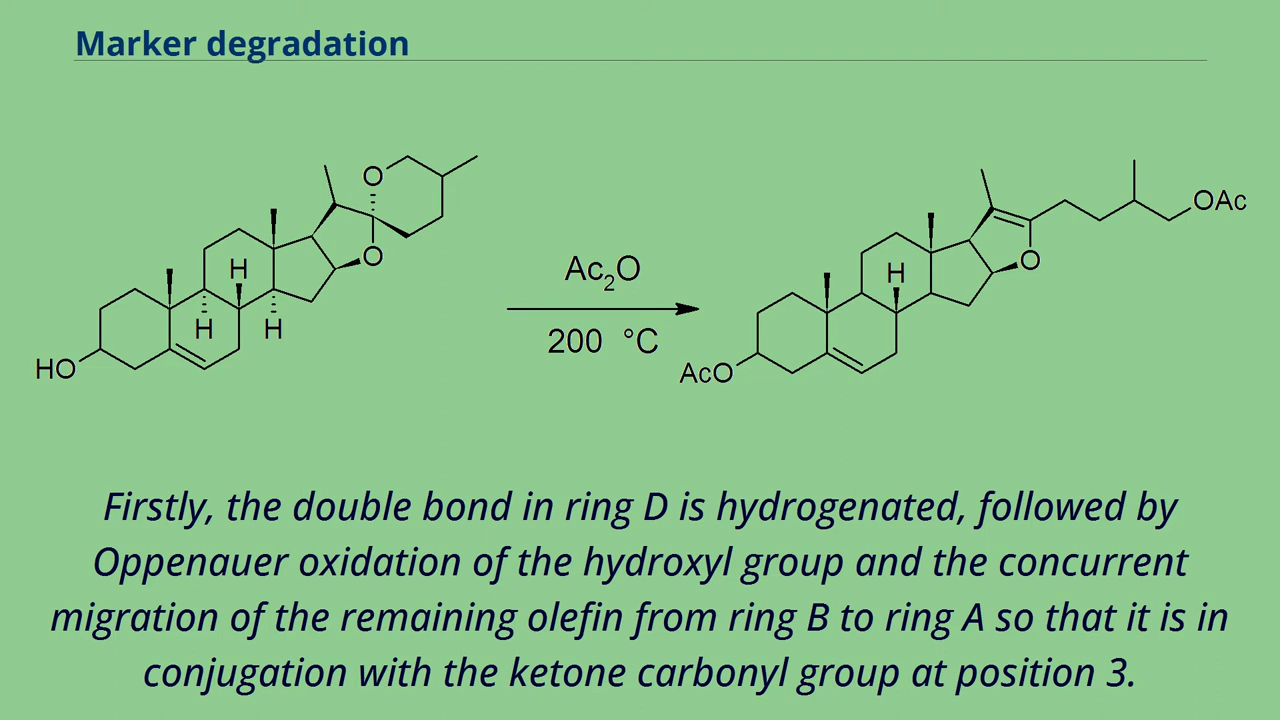 Marker degradation
O
O
H
H
H
HO
Ac₂O
200 °C
OAc
O
H
AcO
Firstly, the double bond in ring D is hydrogenated, followed by
Oppenauer oxidation of the hydroxyl group and the concurrent
migration of the remaining olefin from ring B to ring A so that it is in
conjugation with the ketone carbonyl group at position 3.